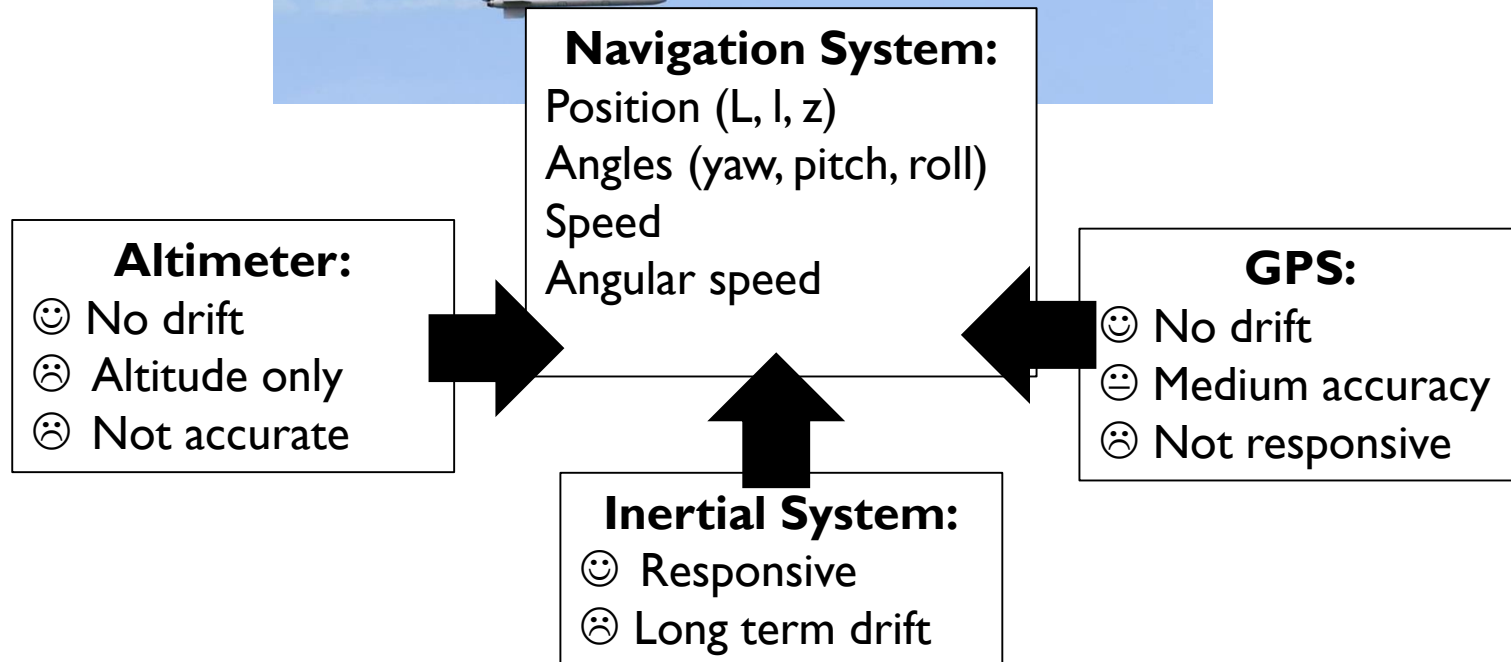 Navigation System:
Position (L, l, z)
Angles (yaw, pitch, roll)
Speed
Angular speed
Altimeter:
☺ No drift
☹ Altitude only
☹ Not accurate
GPS:
☺ No drift
😐 Medium accuracy
☹ Not responsive
Inertial System:
☺ Responsive
☹ Long term drift